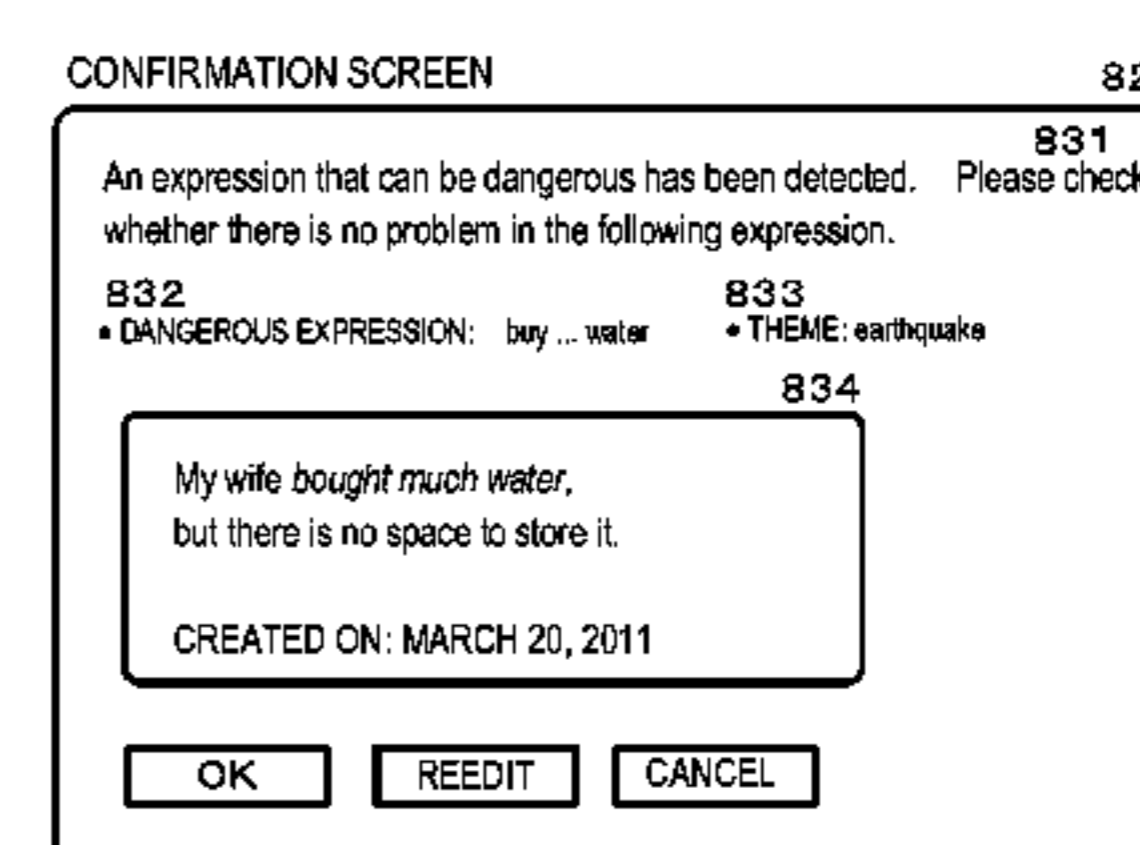 CONFIRMATION SCREEN
831
An expression that can be dangerous has been detected. Please check
whether there is no problem in the following expression.
832 833
• DANGEROUS EXPRESSION: buy ... water • THEME: earthquake
834
My wife bought much water,
but there is no space to store it.
CREATED ON: MARCH 20, 2011
OK REEDIT CANCEL